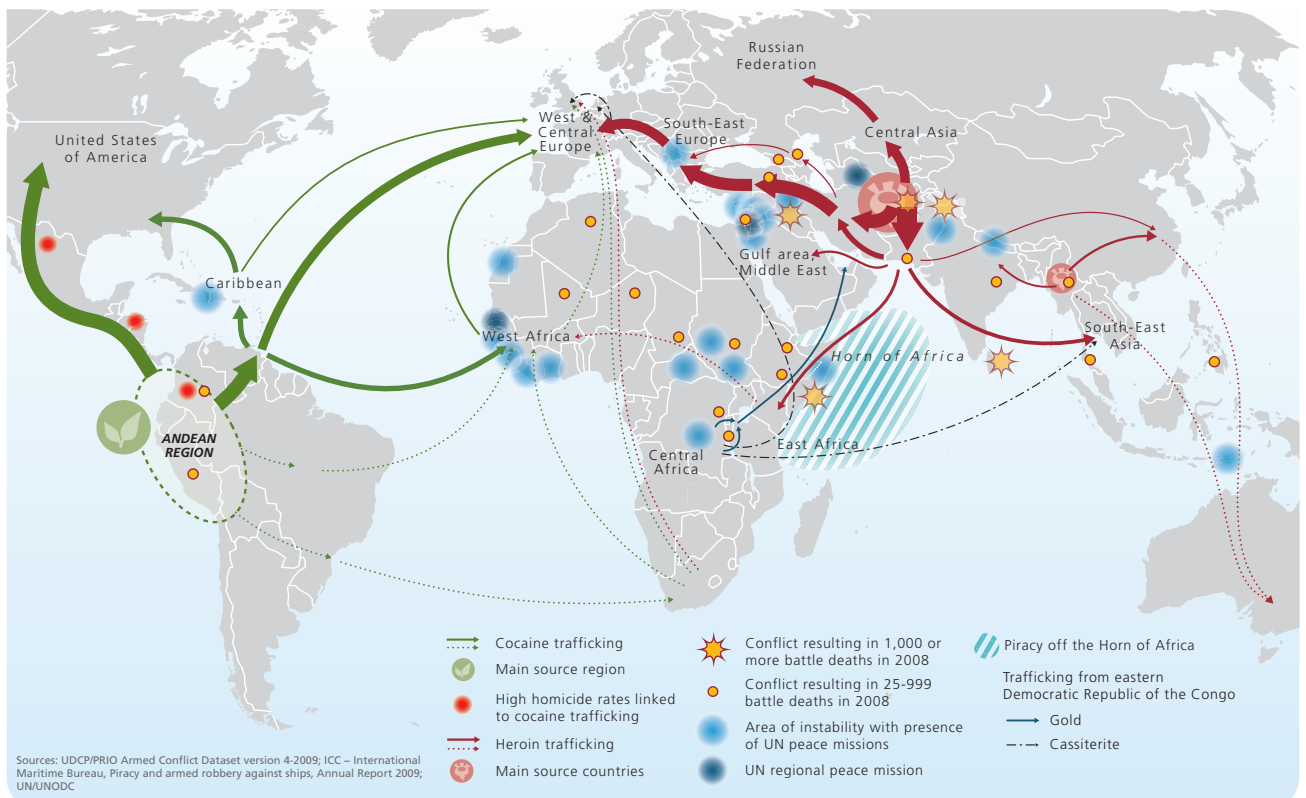 Russian
Federation
United States
of America
West &
Central
Europe
South-East
Europe
Central Asia
Caribbean
Gulf area,
Middle East
West Africa
Horn of Africa
South-East
Asia
ANDEAN
REGION
Central
Africa
East Africa
Cocaine trafficking
Main source region
High homicide rates linked
to cocaine trafficking
Heroin trafficking
Main source countries
Conflict resulting in 1,000 or
more battle deaths in 2008
Conflict resulting in 25-999
battle deaths in 2008
Area of instability with presence
of UN peace missions
UN regional peace mission
Piracy off the Horn of Africa
Trafficking from eastern
Democratic Republic of the Congo
Gold
Cassiterite
Sources: UDCP/PRIO Armed Conflict Dataset version 4-2009; ICC – International
Maritime Bureau, Piracy and armed robbery against ships, Annual Report 2009;
UN/UNODC